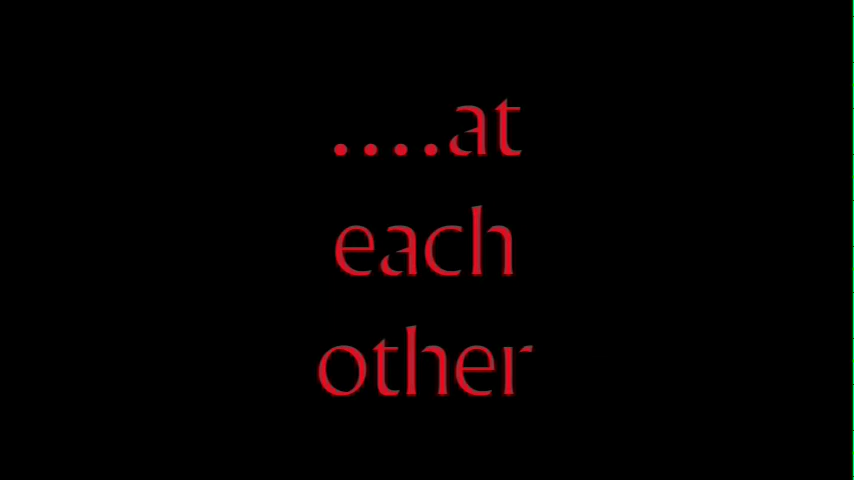 ....at
each
other